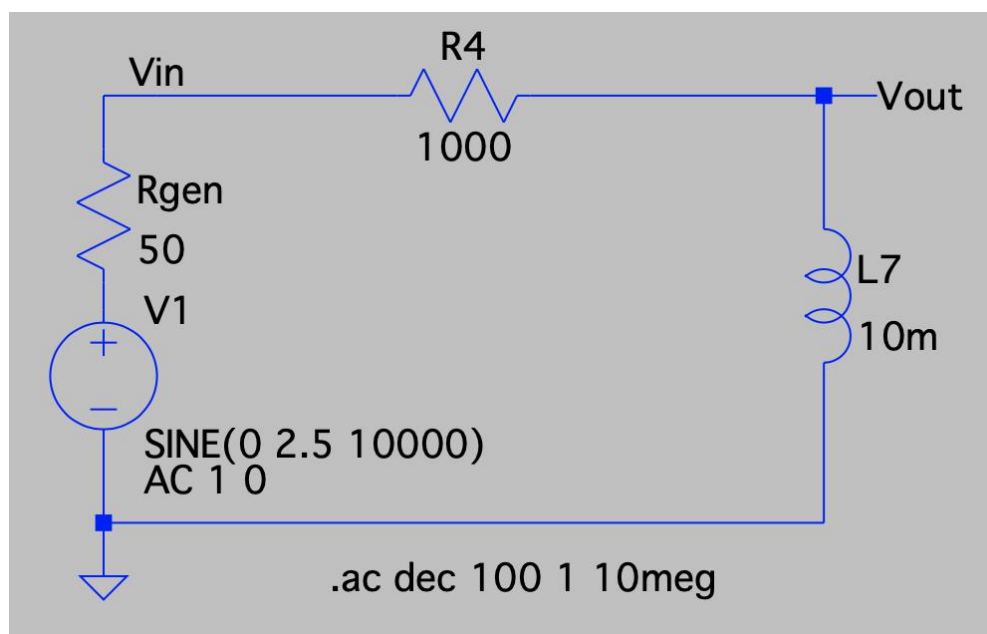 R4
Vin
Vout
1000
Rgen
50
L7
V1
10m
SINE(0 2.5 10000)
AC 1 0
.ac dec 100 1 10meg